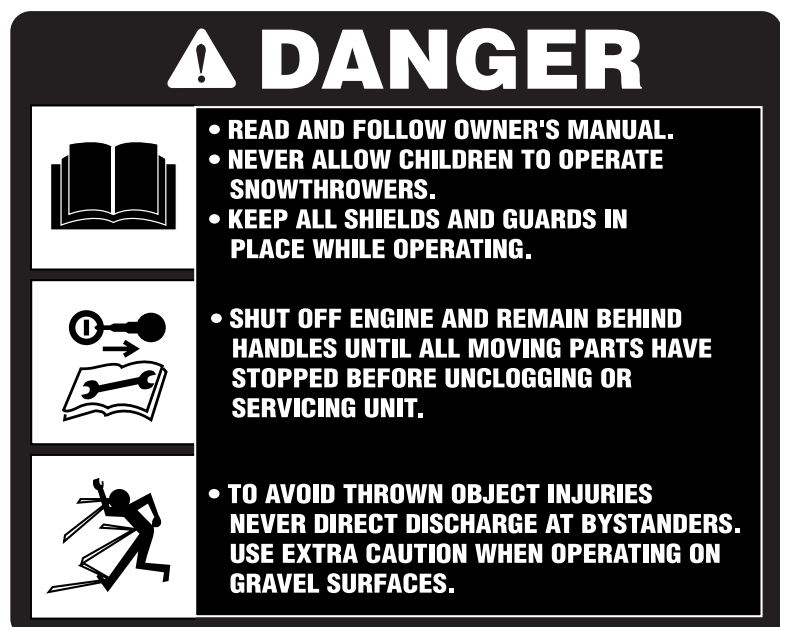 DANGER
• READ AND FOLLOW OWNER'S MANUAL.
• NEVER ALLOW CHILDREN TO OPERATE
SNOWTHROWERS.
• KEEP ALL SHIELDS AND GUARDS IN
PLACE WHILE OPERATING.
• SHUT OFF ENGINE AND REMAIN BEHIND
HANDLES UNTIL ALL MOVING PARTS HAVE
STOPPED BEFORE UNCLOGGING OR
SERVICING UNIT.
• TO AVOID THROWN OBJECT INJURIES
NEVER DIRECT DISCHARGE AT BYSTANDERS.
USE EXTRA CAUTION WHEN OPERATING ON
GRAVEL SURFACES.